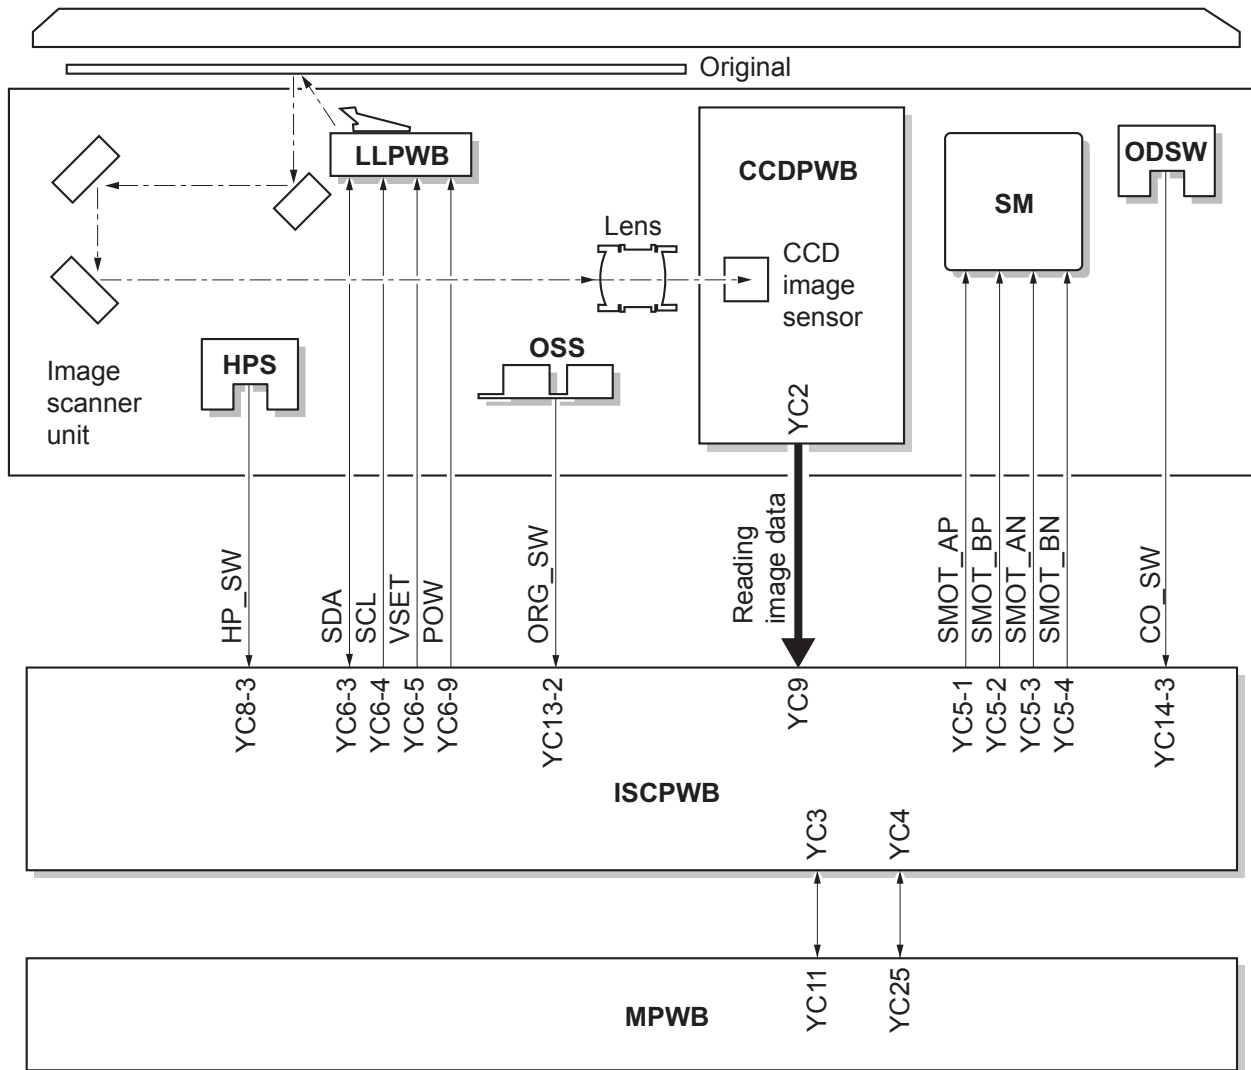 Original
LLPWB
CCDPWB
SM
ODSW
Lens
CCD
image
sensor
HPS
OSS
Image
scanner
unit
YC2
HP_SW
SDA
SCL
VSET
POW
ORG_SW
Reading
image data
SMOT_AP
SMOT_BP
SMOT_AN
SMOT_BN
CO_SW
YC8-3
YC6-3
YC6-4
YC6-5
YC6-9
YC13-2
YC9
YC5-1
YC5-2
YC5-3
YC5-4
YC14-3
ISCPWB
YC3
YC4
YC11
YC25
MPWB